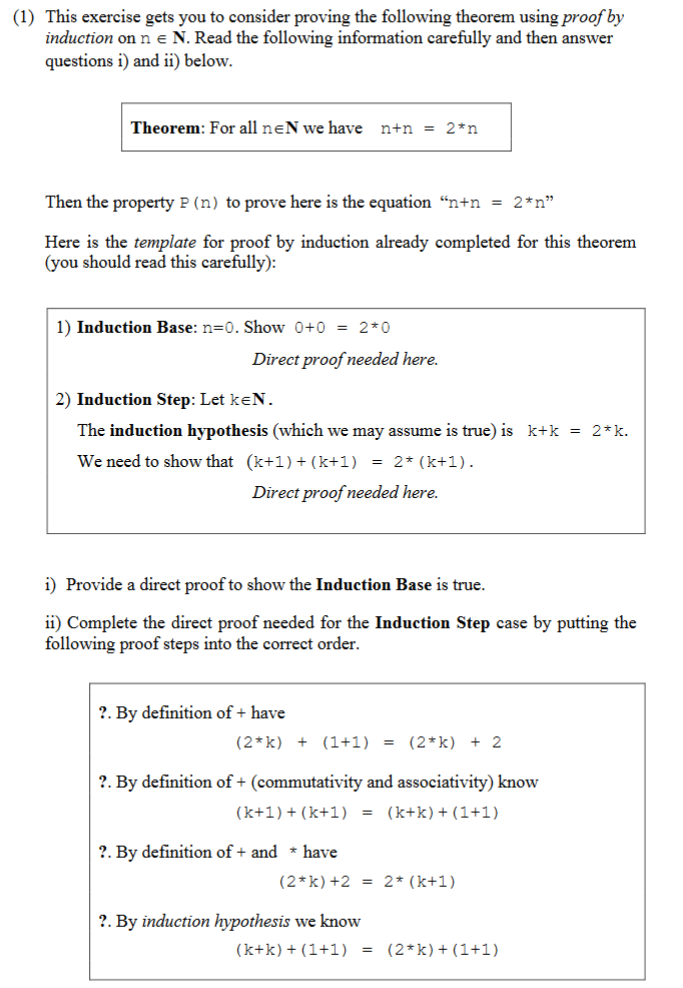 (1) This exercise gets you to consider proving the following theorem using proof by
induction on n ∈ N. Read the following information carefully and then answer
questions i) and ii) below.
Theorem: For all n∈N we have n+n = 2*n
Then the property P(n) to prove here is the equation “n+n = 2*n”
Here is the template for proof by induction already completed for this theorem
(you should read this carefully):
1) Induction Base: n=0. Show 0+0 = 2*0
Direct proof needed here.
2) Induction Step: Let k∈N.
The induction hypothesis (which we may assume is true) is k+k = 2*k.
We need to show that (k+1)+(k+1) = 2*(k+1).
Direct proof needed here.
i) Provide a direct proof to show the Induction Base is true.
ii) Complete the direct proof needed for the Induction Step case by putting the
following proof steps into the correct order.
?. By definition of + have
(2*k) + (1+1) = (2*k) + 2
?. By definition of + (commutativity and associativity) know
(k+1)+(k+1) = (k+k)+(1+1)
?. By definition of + and * have
(2*k)+2 = 2*(k+1)
?. By induction hypothesis we know
(k+k)+(1+1) = (2*k)+(1+1)